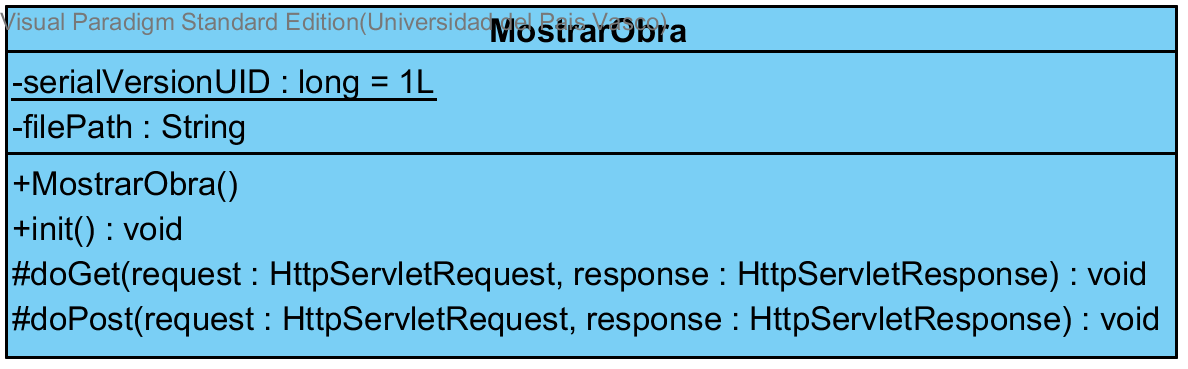 Visual Paradigm Standard Edition(Universidad del Pais Vasco)
MostrarObra
-serialVersionUID : long = 1L
-filePath : String
+MostrarObra()
+init() : void
#doGet(request : HttpServletRequest, response : HttpServletResponse) : void
#doPost(request : HttpServletRequest, response : HttpServletResponse) : void